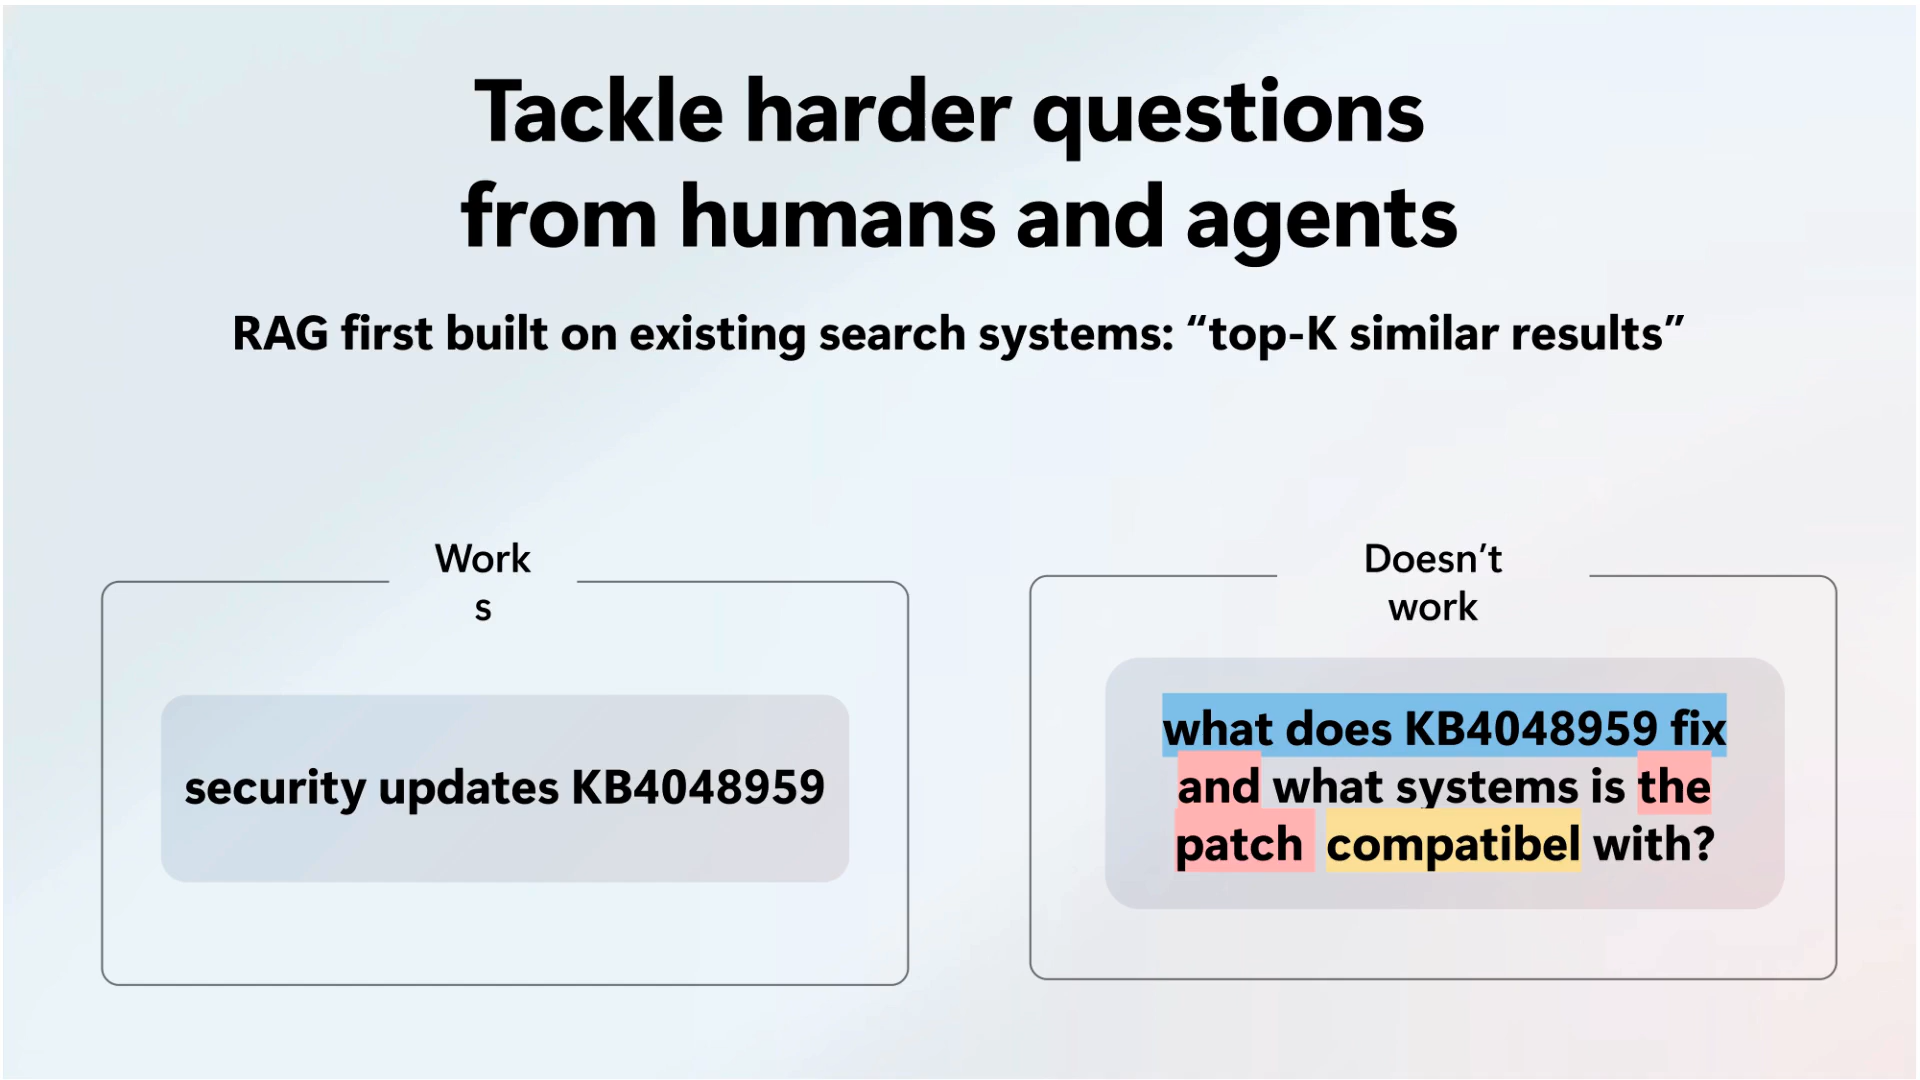 Tackle harder questions
from humans and agents
RAG first built on existing search systems: “top-K similar results”
Work
s
security updates KB4048959
Doesn’t
work
what does KB4048959 fix
and what systems is the
patch compatibel with?